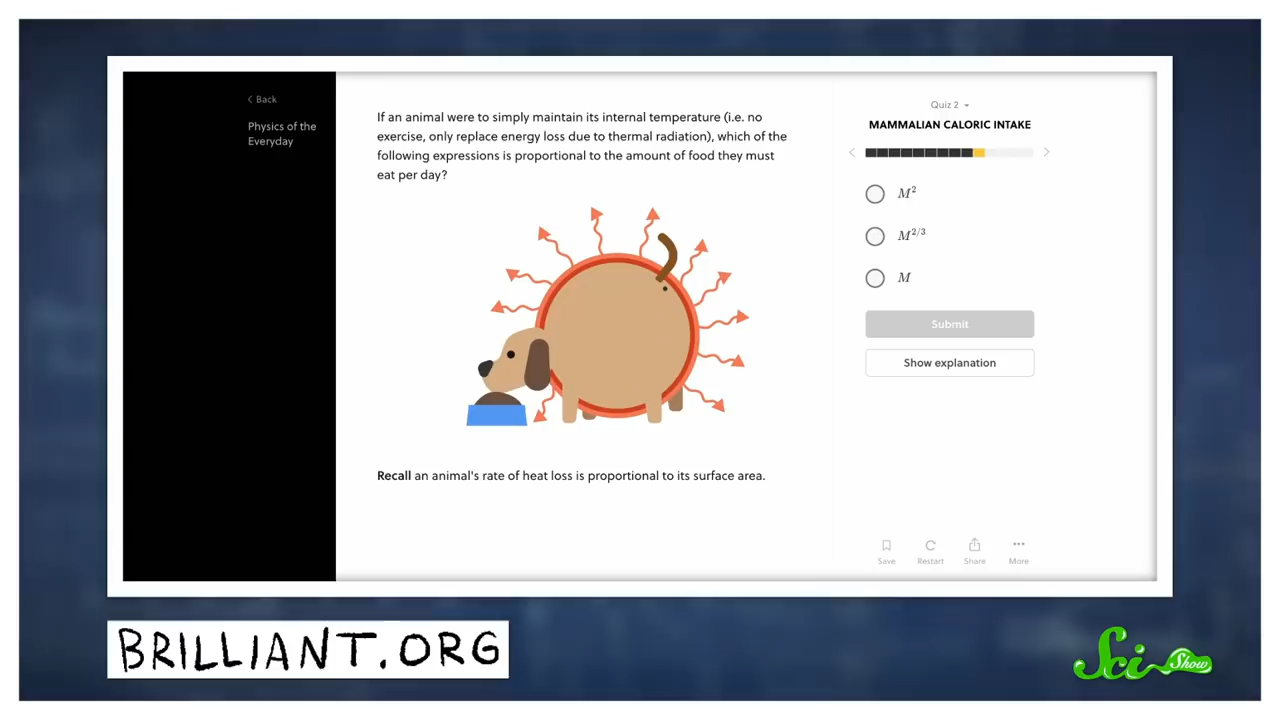 Back
Physics of the
Everyday
If an animal were to simply maintain its internal temperature (i.e. no
exercise, only replace energy loss due to thermal radiation), which of the
following expressions is proportional to the amount of food they must
eat per day?
Recall an animal's rate of heat loss is proportional to its surface area.
Quiz 2
MAMMALIAN CALORIC INTAKE
M²
M^{2/3}
M
Submit
Show explanation
Save Restart Share More
BRILLIANT.ORG
Sci Show